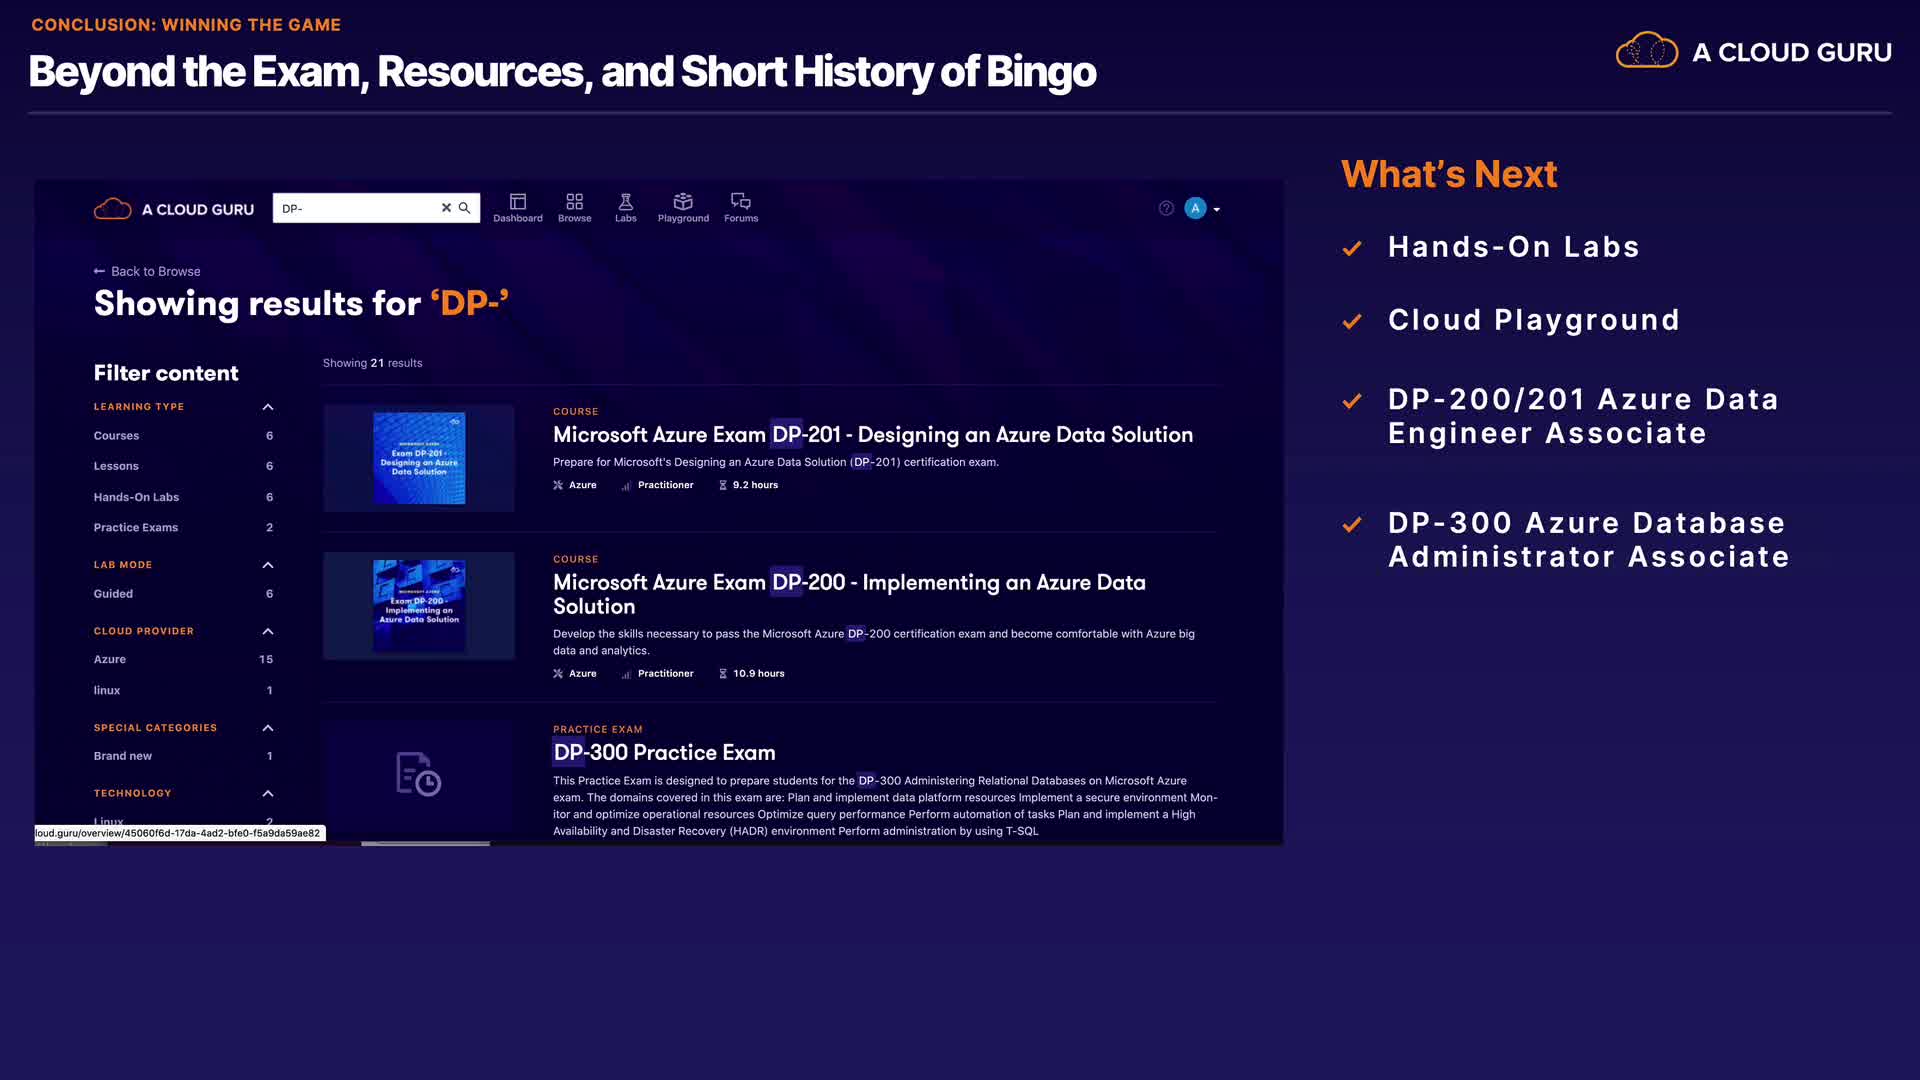 CONCLUSION: WINNING THE GAME
Beyond the Exam, Resources, and Short History of Bingo
A CLOUD GURU
A CLOUD GURU
DP-
Dashboard
Browse
Labs
Playground
Forums
A
Back to Browse
Showing results for ‘DP-’
Filter content
LEARNING TYPE
Courses 6
Lessons 6
Hands-On Labs 6
Practice Exams 2
LAB MODE
Guided 6
CLOUD PROVIDER
Azure 15
linux 1
SPECIAL CATEGORIES
Brand new 1
TECHNOLOGY
Linux 2
loud.guru/overview/45060f6d-17da-4ad2-bfe0-f5a9da59ae82
Showing 21 results
MICROSOFT AZURE
Exam DP-201 -
Designing an Azure
Data Solution
COURSE
Microsoft Azure Exam DP-201 - Designing an Azure Data Solution
Prepare for Microsoft's Designing an Azure Data Solution (DP-201) certification exam.
Azure Practitioner 9.2 hours
MICROSOFT AZURE
Exam DP-200 -
Implementing an
Azure Data Solution
COURSE
Microsoft Azure Exam DP-200 - Implementing an Azure Data
Solution
Develop the skills necessary to pass the Microsoft Azure DP-200 certification exam and become comfortable with Azure big
data and analytics.
Azure Practitioner 10.9 hours
PRACTICE EXAM
DP-300 Practice Exam
This Practice Exam is designed to prepare students for the DP-300 Administering Relational Databases on Microsoft Azure
exam. The domains covered in this exam are: Plan and implement data platform resources Implement a secure environment Mon-
itor and optimize operational resources Optimize query performance Perform automation of tasks Plan and implement a High
Availability and Disaster Recovery (HADR) environment Perform administration by using T-SQL
What’s Next
Hands-On Labs
Cloud Playground
DP-200/201 Azure Data
Engineer Associate
DP-300 Azure Database
Administrator Associate